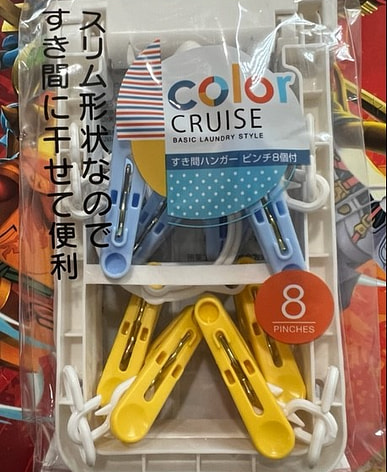 スリム形状なので
すき間に干せて便利
color
CRUISE
BASIC LAUNDRY STYLE
すき間ハンガー ピンチ8個付
8
PINCHES